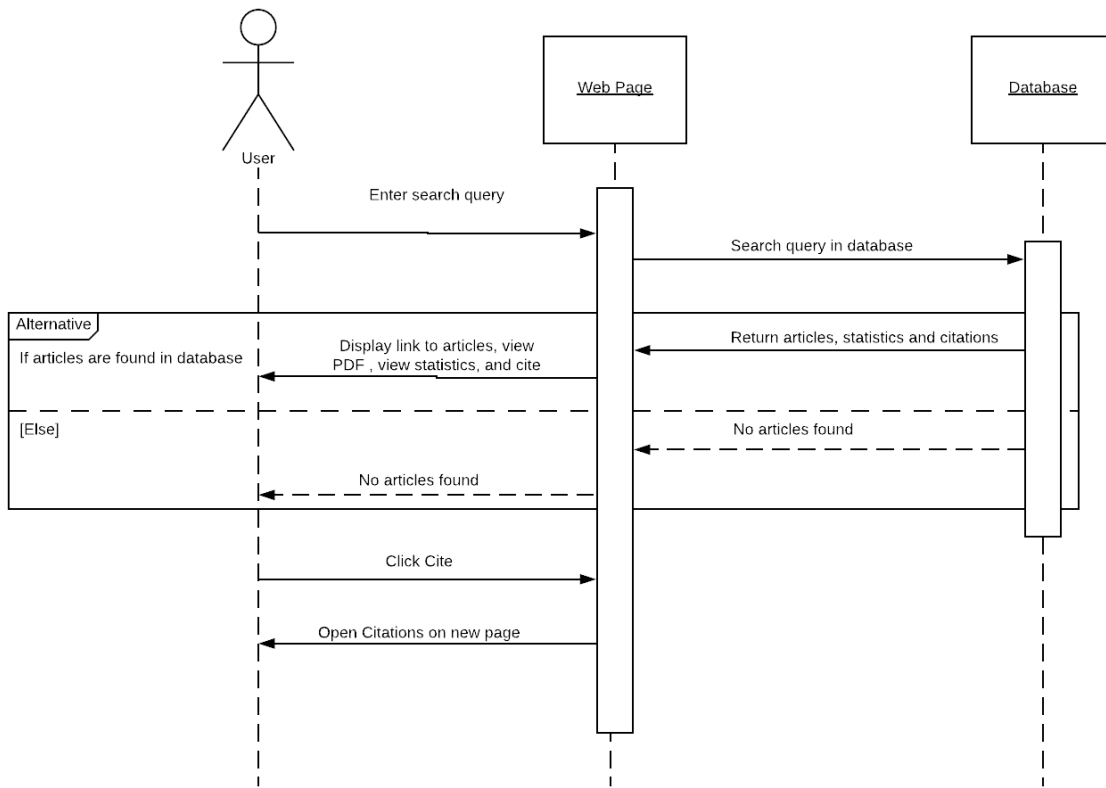 Web Page
Database
User
Enter search query
Search query in database
Alternative
If articles are found in database
Display link to articles, view
PDF , view statistics, and cite
Return articles, statistics and citations
[Else]
No articles found
No articles found
Click Cite
Open Citations on new page